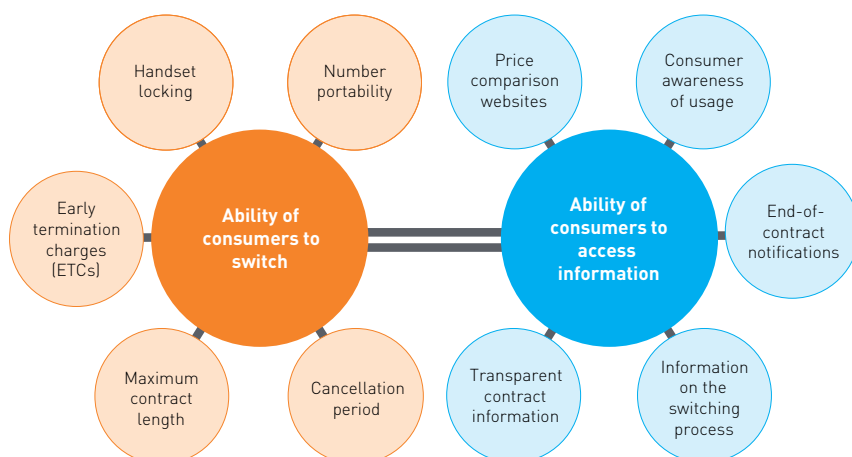 Handset
locking
Number
portability
Price
comparison
websites
Consumer
awareness
of usage
Early
termination
charges
(ETCs)
Ability of
consumers to
switch
Ability of
consumers to
access
information
End-of-
contract
notifications
Maximum
contract
length
Cancellation
period
Transparent
contract
information
Information
on the
switching
process